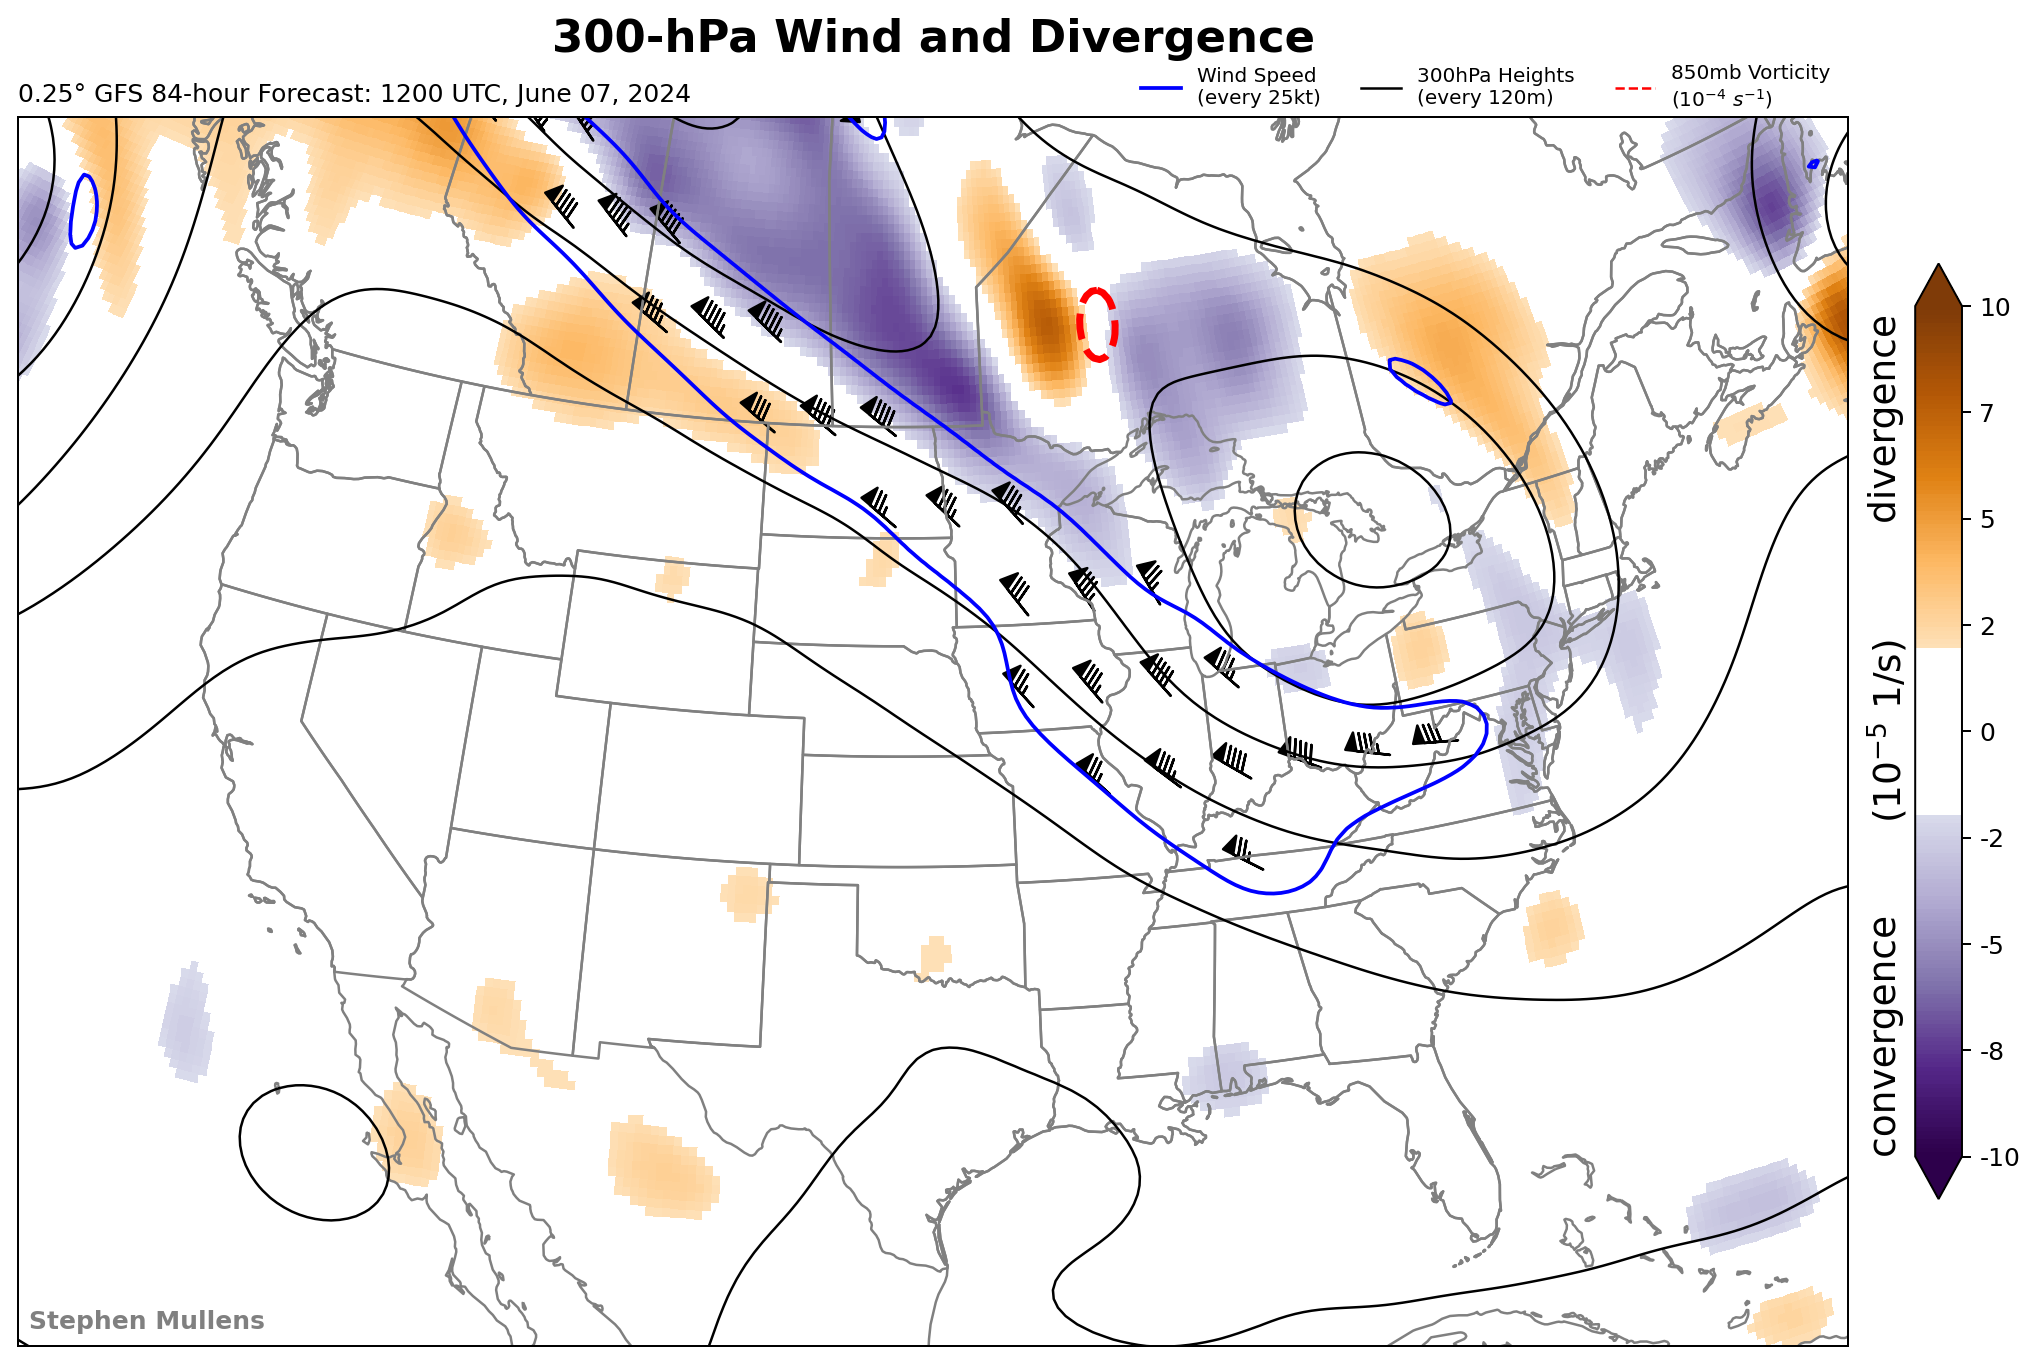 300-hPa Wind and Divergence
0.25° GFS 84-hour Forecast: 1200 UTC, June 07, 2024
Wind Speed
(every 25kt)
300hPa Heights
(every 120m)
850mb Vorticity
(10⁻⁴ s⁻¹)
divergence
(10⁻⁵ 1/s)
convergence
10
7
5
2
0
-2
-5
-8
-10
Stephen Mullens